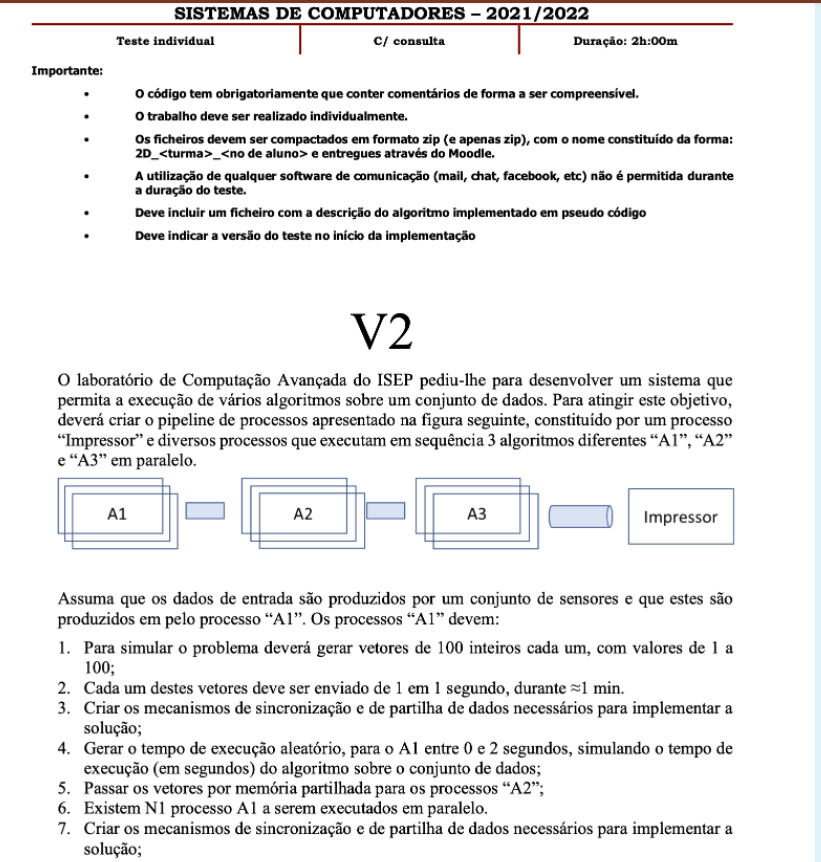 SISTEMAS DE COMPUTADORES – 2021/2022
Teste individual
C/ consulta
Duração: 2h:00m
Importante:
• O código tem obrigatoriamente que conter comentários de forma a ser compreensível.
• O trabalho deve ser realizado individualmente.
• Os ficheiros devem ser compactados em formato zip (e apenas zip), com o nome constituído da forma:
2D_<turma>_<no de aluno> e entregues através do Moodle.
• A utilização de qualquer software de comunicação (mail, chat, facebook, etc) não é permitida durante
a duração do teste.
• Deve incluir um ficheiro com a descrição do algoritmo implementado em pseudo código
• Deve indicar a versão do teste no início da implementação
V2
O laboratório de Computação Avançada do ISEP pediu-lhe para desenvolver um sistema que
permita a execução de vários algoritmos sobre um conjunto de dados. Para atingir este objetivo,
deverá criar o pipeline de processos apresentado na figura seguinte, constituído por um processo
“Impressor” e diversos processos que executam em sequência 3 algoritmos diferentes “A1”, “A2”
e “A3” em paralelo.
A1
A2
A3
Impressor
Assuma que os dados de entrada são produzidos por um conjunto de sensores e que estes são
produzidos em pelo processo “A1”. Os processos “A1” devem:
1. Para simular o problema deverá gerar vetores de 100 inteiros cada um, com valores de 1 a
100;
2. Cada um destes vetores deve ser enviado de 1 em 1 segundo, durante ≈1 min.
3. Criar os mecanismos de sincronização e de partilha de dados necessários para implementar a
solução;
4. Gerar o tempo de execução aleatório, para o A1 entre 0 e 2 segundos, simulando o tempo de
execução (em segundos) do algoritmo sobre o conjunto de dados;
5. Passar os vetores por memória partilhada para os processos “A2”;
6. Existem N1 processo A1 a serem executados em paralelo.
7. Criar os mecanismos de sincronização e de partilha de dados necessários para implementar a
solução;